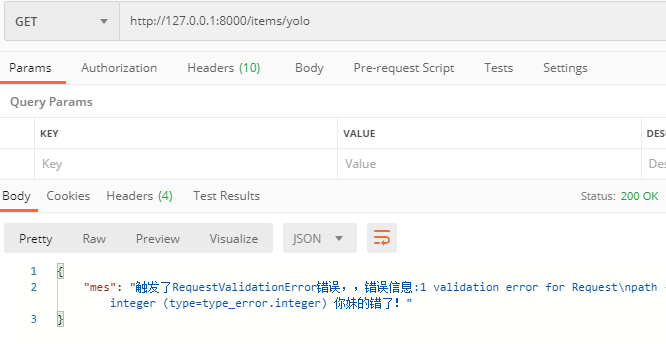 GET http://127.0.0.1:8000/items/yolo
Params Authorization Headers (10) Body Pre-request Script Tests Settings
Query Params
KEY VALUE DES
Key Value Des
Body Cookies Headers (4) Test Results Status: 200 OK
Pretty Raw Preview Visualize JSON
1 {
2 "mes": "触发了RequestValidationError错误，，错误信息:1 validation error for Request\npath
integer (type=type_error.integer) 你妹的错了！"
3 }